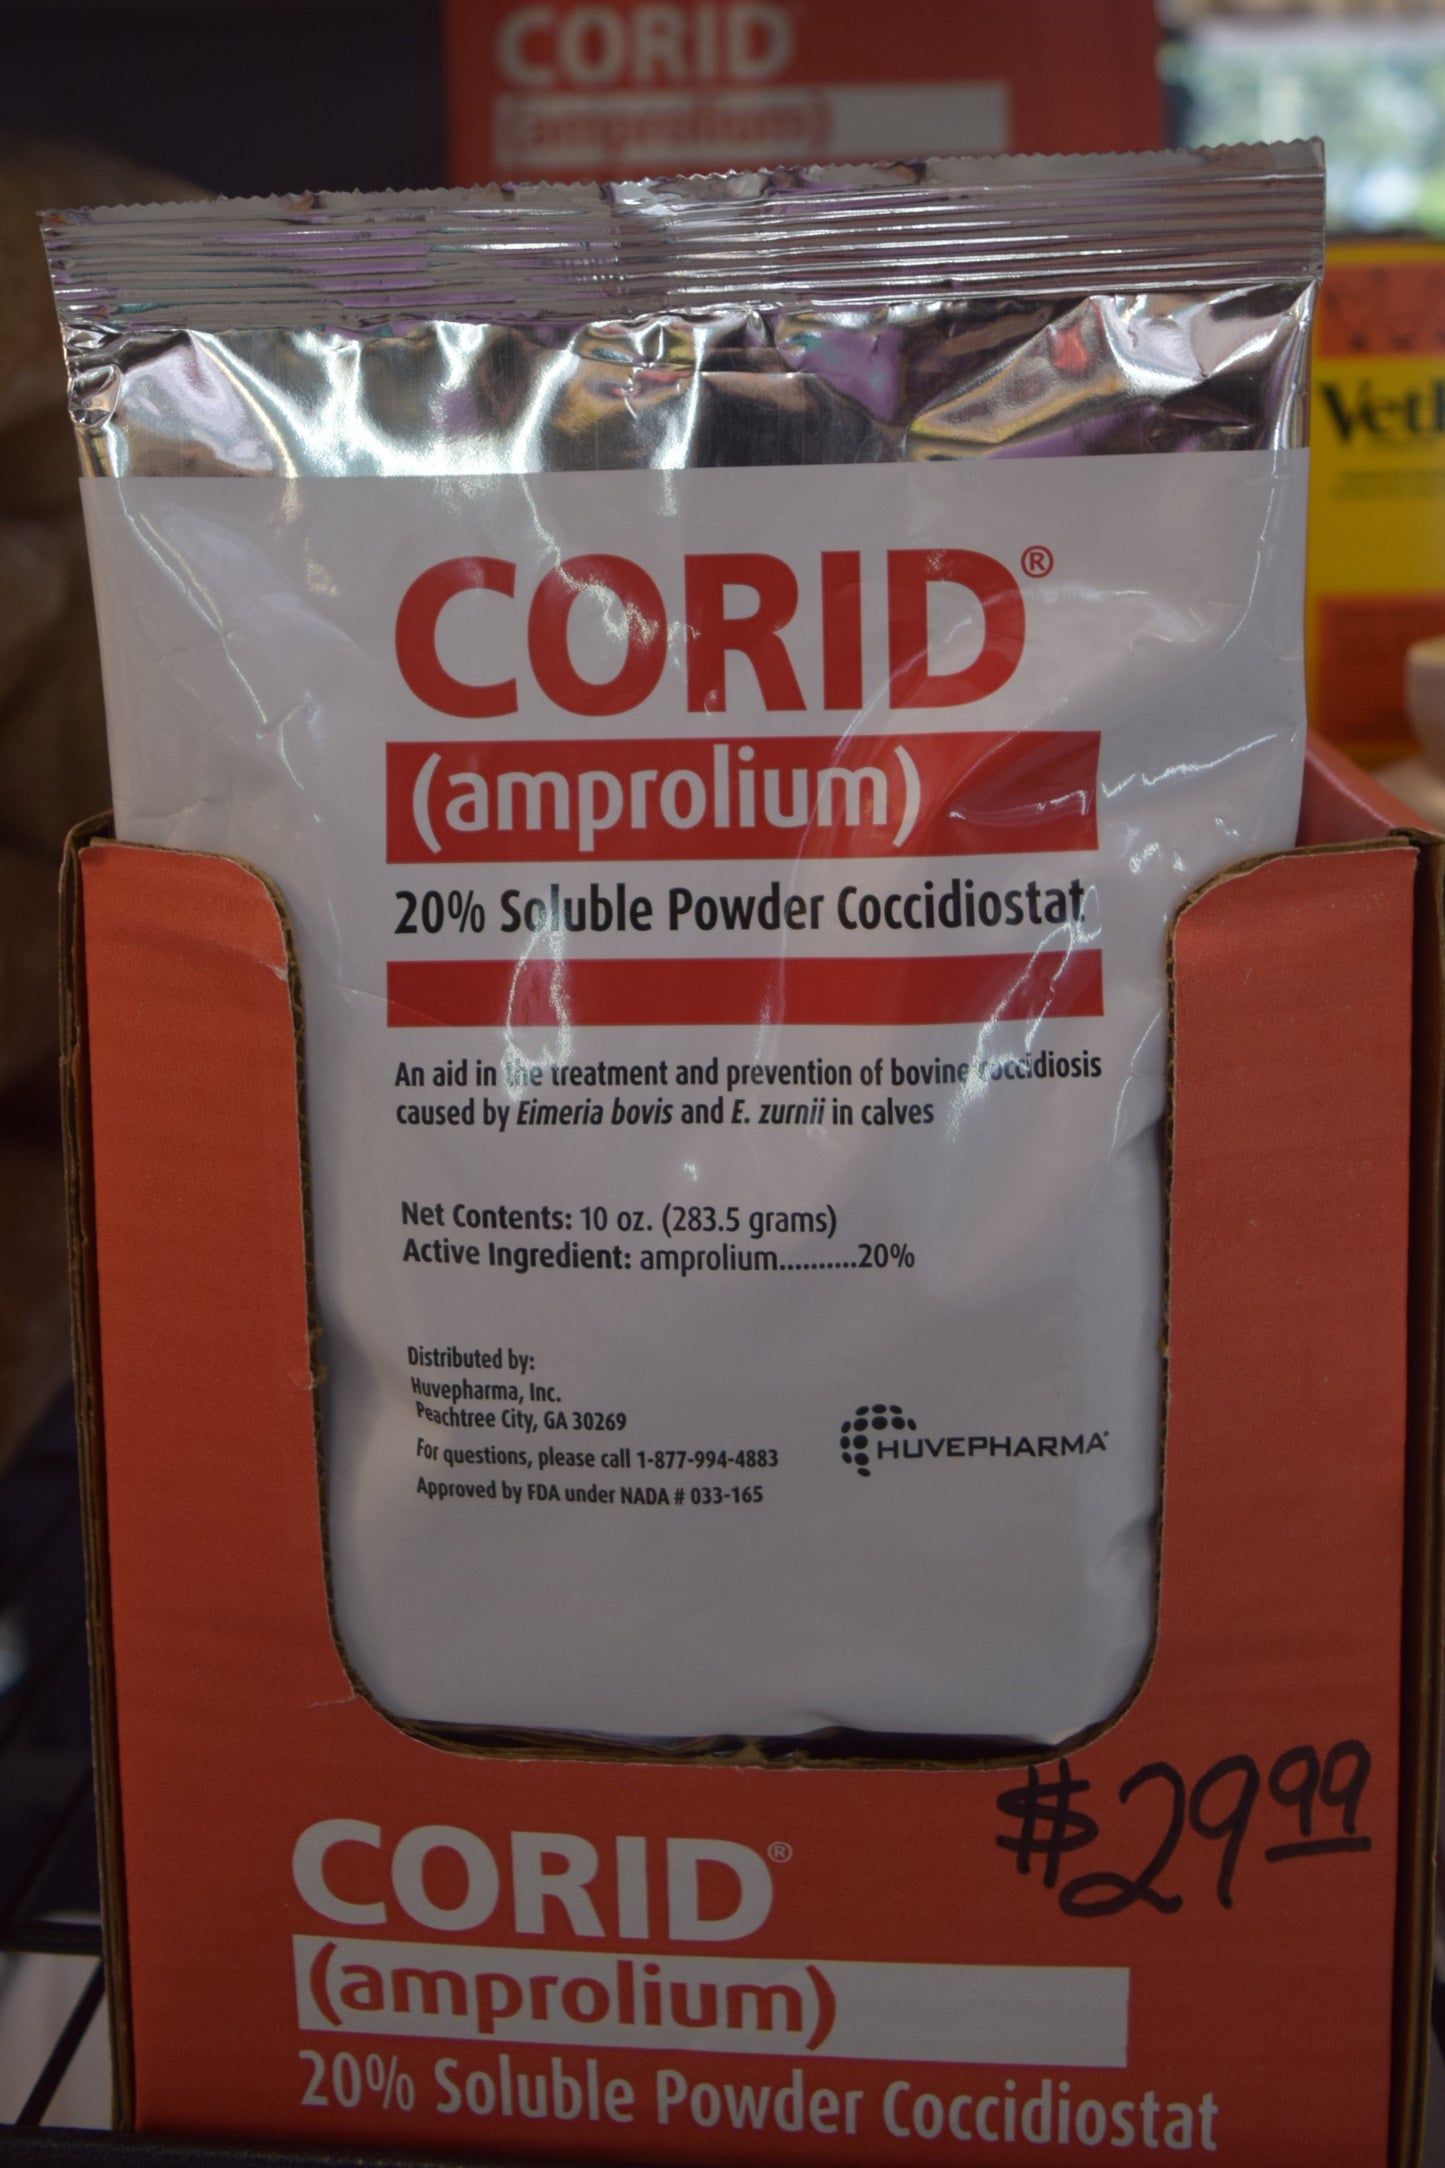 CORID
(amprolium)
Vet
CORID®
(amprolium)
20% Soluble Powder Coccidiostat
An aid in the treatment and prevention of bovine coccidiosis
caused by Eimeria bovis and E. zurnii in calves
Net Contents: 10 oz. (283.5 grams)
Active Ingredient: amprolium..........20%
Distributed by:
Huvepharma, Inc.
Peachtree City, GA 30269
For questions, please call 1-877-994-4883
Approved by FDA under NADA # 033-165
HUVEPHARMA
$29.99
CORID®
(amprolium)
20% Soluble Powder Coccidiostat